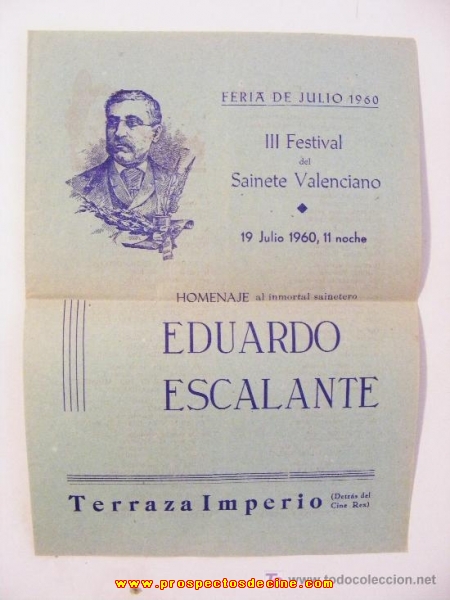 FERIA DE JULIO 1960
III Festival
del
Sainete Valenciano
19 Julio 1960, 11 noche
HOMENAJE al inmortal sainetero
EDUARDO
ESCALANTE
Terraza Imperio (Detrás del
Cine Rex)
www.prospectosdecine.com
www.todocoleccion.net